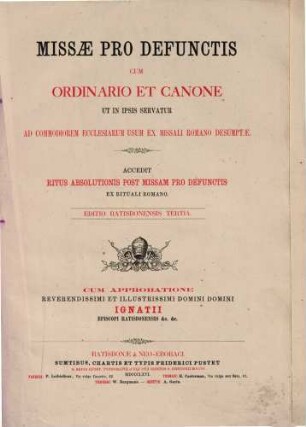 MISSÆ PRO DEFUNCTIS
CUM
ORDINARIO ET CANONE
UT IN IPSIS SERVATUR
AD COMMODIOREM ECCLESIARUM USUM EX MISSALI ROMANO DESUMPTÆ.
ACCEDIT
RITUS ABSOLUTIONIS POST MISSAM PRO DEFUNCTIS
EX RITUALI ROMANO.
EDITIO RATISBONENSIS TERTIA.
CUM APPROBATIONE
REVERENDISSIMI ET ILLUSTRISSIMI DOMINI DOMINI
IGNATII
EPISCOPI RATISBONENSIS &c. &c.
RATISBONÆ & NEO-EBORACI
SUMTIBUS, CHARTIS ET TYPIS FRIDERICI PUSTET